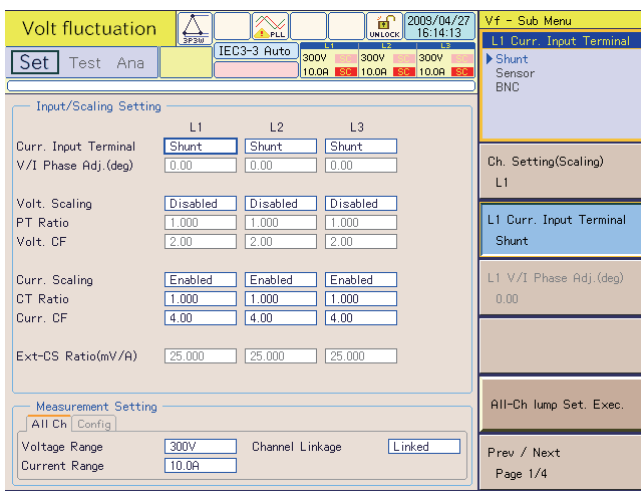 Volt fluctuation
3P3W
PLL
UNLOCK
2009/04/27
16:14:13
Vf - Sub Menu
Set Test Ana
IEC3-3 Auto
L1 L2 L3
300V SC 300V SC 300V SC
10.0A SC 10.0A SC 10.0A SC
L1 Curr. Input Terminal
Shunt
Sensor
BNC
Input/Scaling Setting
L1 L2 L3
Curr. Input Terminal Shunt Shunt Shunt
V/I Phase Adj.(deg) 0.00 0.00 0.00
Volt. Scaling Disabled Disabled Disabled
PT Ratio 1.000 1.000 1.000
Volt. CF 2.00 2.00 2.00
Curr. Scaling Enabled Enabled Enabled
CT Ratio 1.000 1.000 1.000
Curr. CF 4.00 4.00 4.00
Ext-CS Ratio(mV/A) 25.000 25.000 25.000
Measurement Setting
All Ch Config
Voltage Range 300V Channel Linkage Linked
Current Range 10.0A
Ch. Setting(Scaling)
L1
L1 Curr. Input Terminal
Shunt
L1 V/I Phase Adj.(deg)
0.00
All-Ch lump Set. Exec.
Prev / Next
Page 1/4